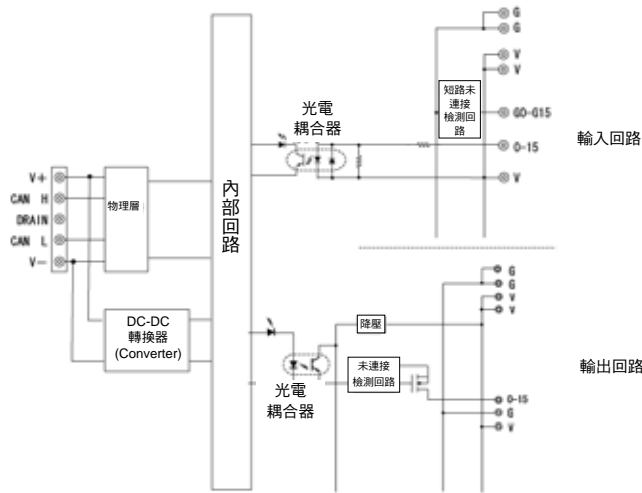 G
G
V
V
短路未
連接
檢測回
路
G0-G15
0-15
V
輸入回路
光電
耦合器
V+
CAN H
DRAIN
CAN L
V-
物理層
內部回路
DC-DC
轉換器
(Converter)
光電
耦合器
降壓
未連接
檢測回路
G
G
V
V
0-15
G
V
輸出回路